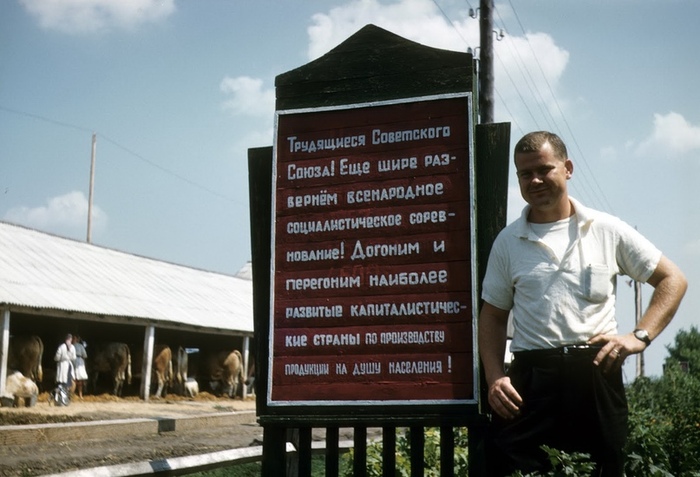 Трудящиеся Советского
Союза! Еще шире раз-
вернём всенародное
социалистическое сорев-
нование! Догоним и
перегоним наиболее
развитые капиталистичес-
кие страны по производству
продукции на душу населения!